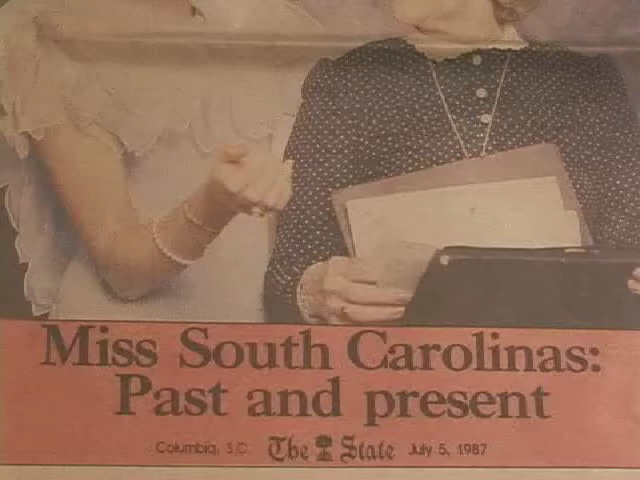 Miss South Carolinas:
Past and present
Columbia, S.C. The State July 5, 1987